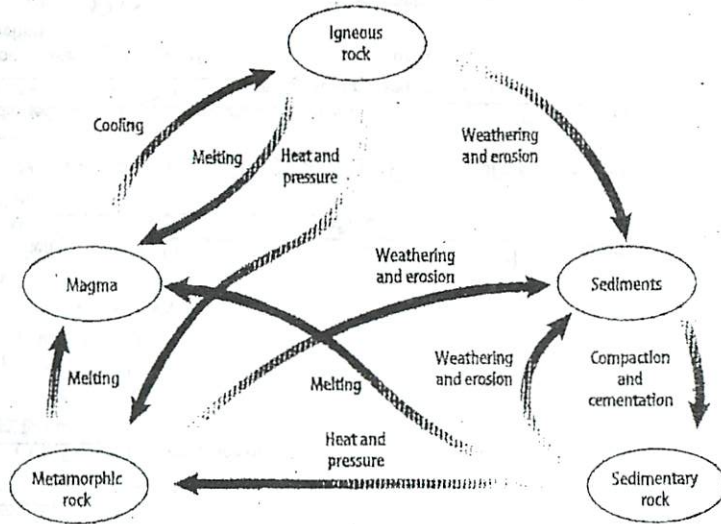 Igneous
rock
Cooling
Melting
Heat and
pressure
Weathering
and erosion
Magma
Weathering
and erosion
Sediments
Melting
Melting
Weathering
and erosion
Compaction
and
cementation
Heat and
pressure
Metamorphic
rock
Sedimentary
rock